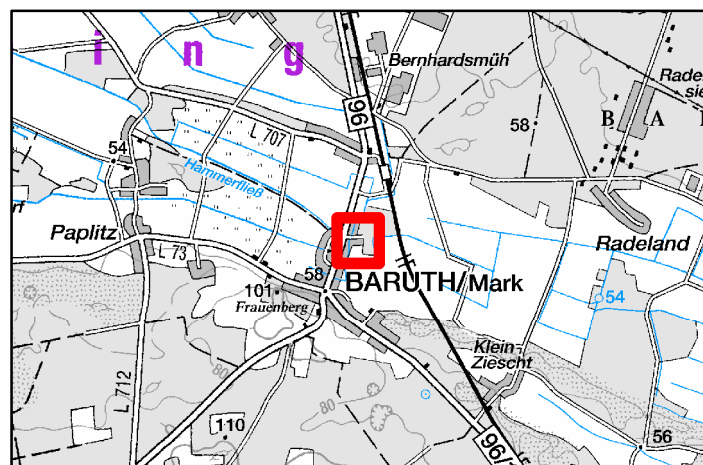 i n g
Bernhardsmüh
Rade
sie
96
B A
58
L 707
54
Hammerfließ
Paplitz
L 73
Radeland
58
BARUTH/Mark
101
Frauenberg
54
Klein-
Ziescht
80
80
L 712
110
96
56